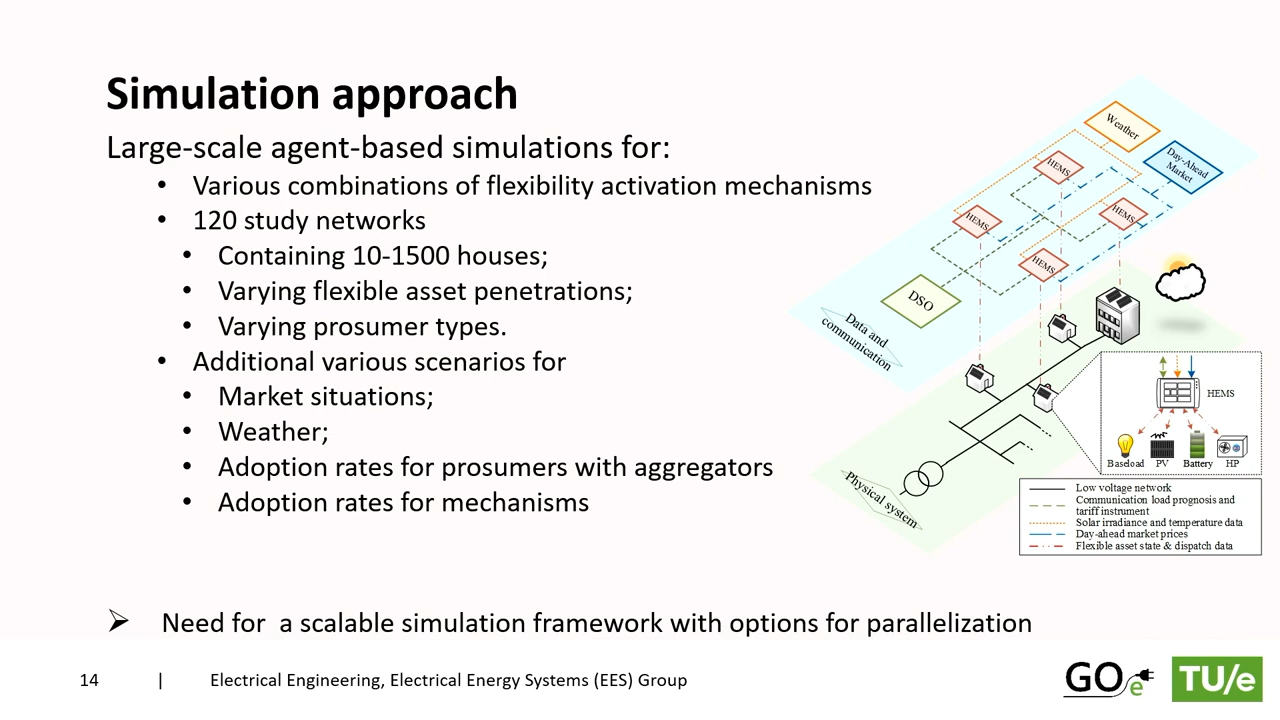 Simulation approach
Large-scale agent-based simulations for:
• Various combinations of flexibility activation mechanisms
• 120 study networks
• Containing 10-1500 houses;
• Varying flexible asset penetrations;
• Varying prosumer types.
• Additional various scenarios for
• Market situations;
• Weather;
• Adoption rates for prosumers with aggregators
• Adoption rates for mechanisms
➢ Need for a scalable simulation framework with options for parallelization
Weather
Day-Ahead
Market
HEMS
HEMS
HEMS
HEMS
DSO
Data and
communication
Physical system
HEMS
Baseload PV Battery HP
Low voltage network
Communication load prognosis and
tariff instrument
Solar irradiance and temperature data
Day-ahead market prices
Flexible asset state & dispatch data
14 | Electrical Engineering, Electrical Energy Systems (EES) Group
GO-e
TU/e